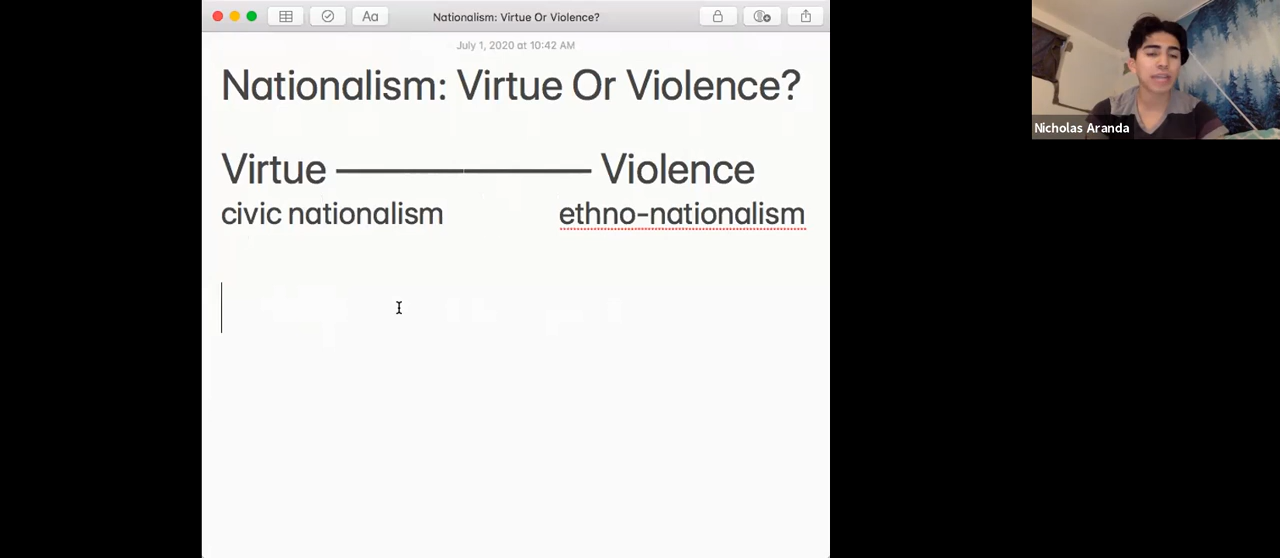 Aa
Nationalism: Virtue Or Violence?
July 1, 2020 at 10:42 AM
Nationalism: Virtue Or Violence?
Virtue ——— Violence
civic nationalism ethno-nationalism
Nicholas Aranda